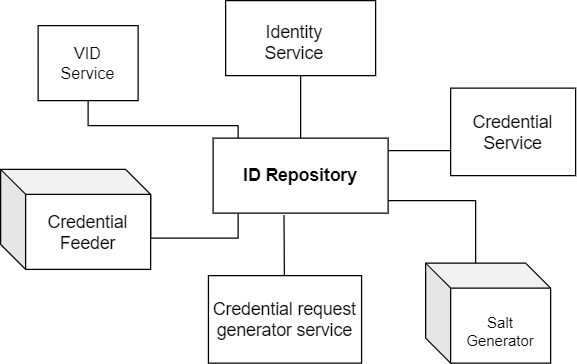 Identity
Service
VID
Service
Credential
Service
ID Repository
Credential
Feeder
Credential request
generator service
Salt
Generator